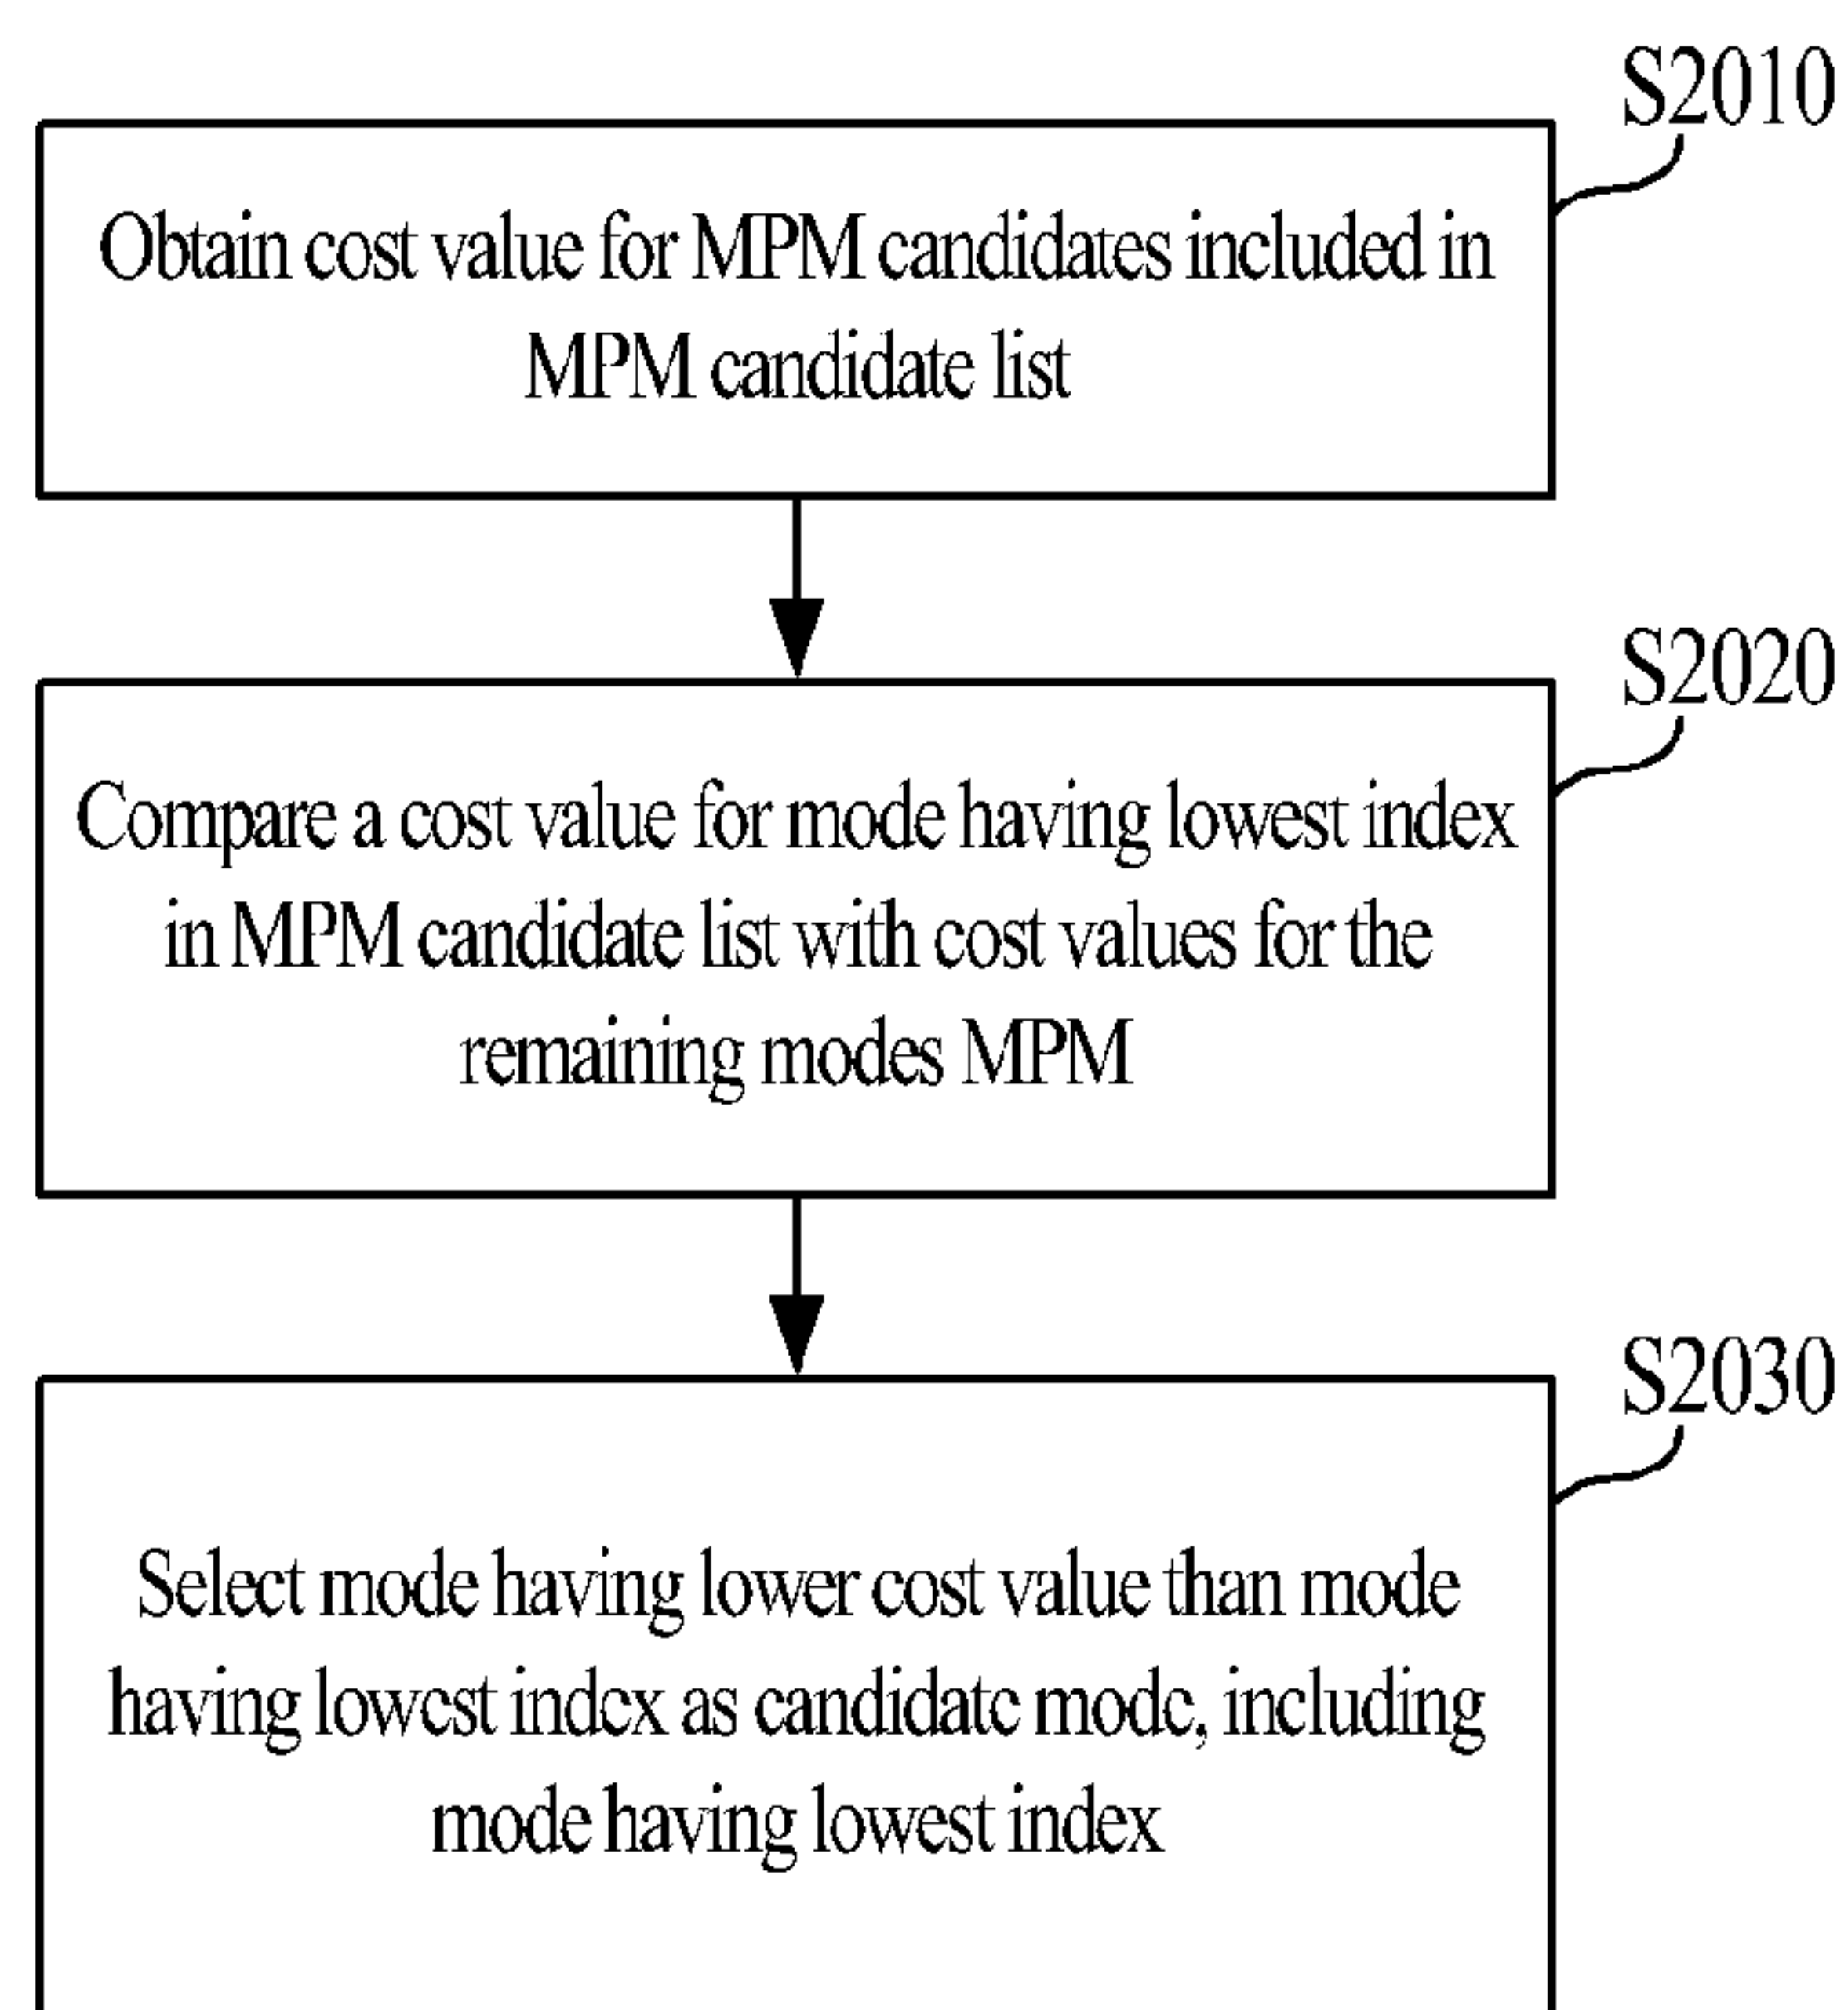 S2010
Obtain cost value for MPM candidates included in
MPM candidate list
S2020
Compare a cost value for mode having lowest index
in MPM candidate list with cost values for the
remaining modes MPM
S2030
Select mode having lower cost value than mode
having lowest index as candidate mode, including
mode having lowest index